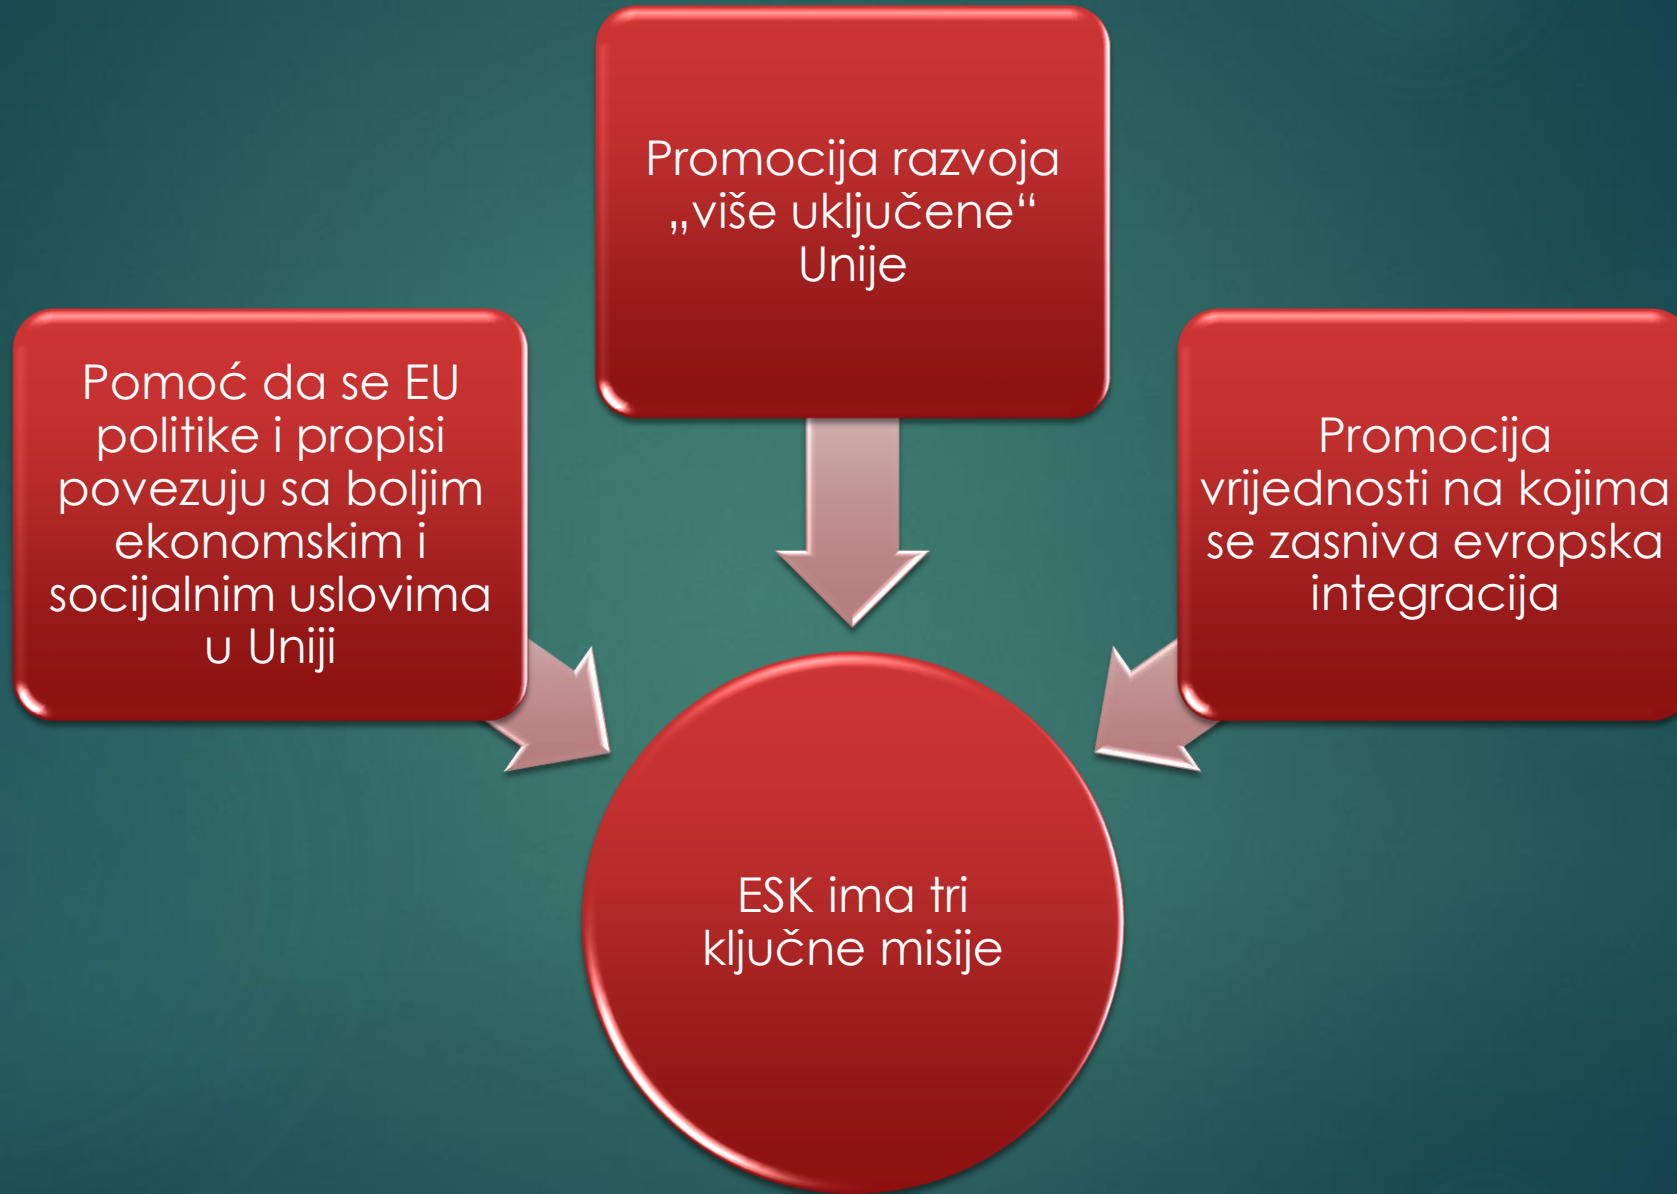 Promocija razvoja
„više uključene“
Unije
Pomoć da se EU
politike i propisi
povezuju sa boljim
ekonomskim i
socijalnim uslovima
u Uniji
Promocija
vrijednosti na kojima
se zasniva evropska
integracija
ESK ima tri
ključne misije